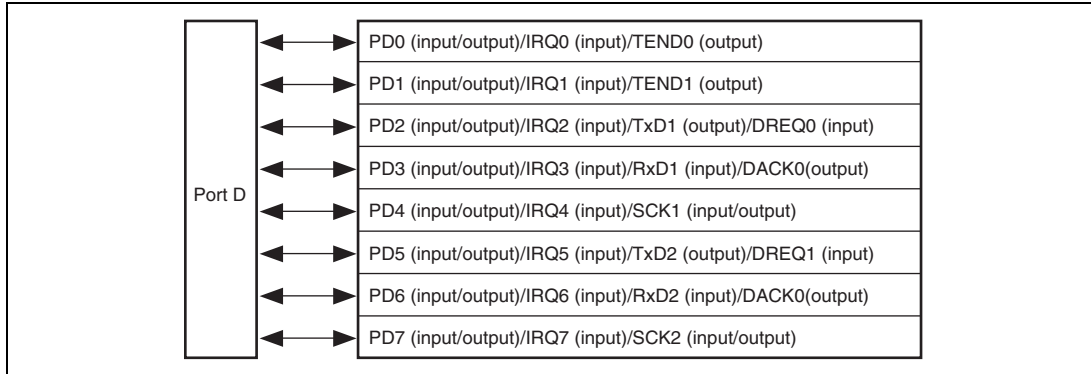 Port D
PD0 (input/output)/IRQ0 (input)/TEND0 (output)
PD1 (input/output)/IRQ1 (input)/TEND1 (output)
PD2 (input/output)/IRQ2 (input)/TxD1 (output)/DREQ0 (input)
PD3 (input/output)/IRQ3 (input)/RxD1 (input)/DACK0(output)
PD4 (input/output)/IRQ4 (input)/SCK1 (input/output)
PD5 (input/output)/IRQ5 (input)/TxD2 (output)/DREQ1 (input)
PD6 (input/output)/IRQ6 (input)/RxD2 (input)/DACK0(output)
PD7 (input/output)/IRQ7 (input)/SCK2 (input/output)